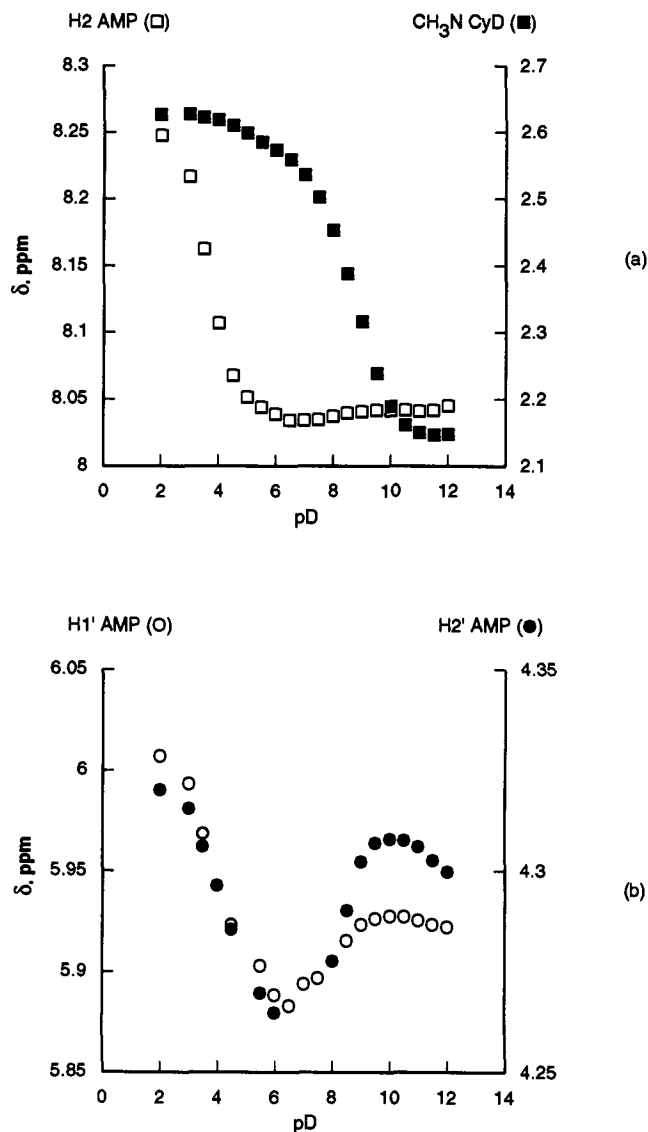 H2 AMP (□) CH₃N CyD (■)
8.3 2.7
8.25 2.6
8.2 2.5
8.15 2.4
8.1 2.3
8.05 2.2
8 2.1
δ, ppm
(a)
0 2 4 6 8 10 12 14
pD
H1' AMP (○) H2' AMP (●)
6.05 4.35
6
5.95 4.3
5.9
5.85 4.25
δ, ppm
(b)
0 2 4 6 8 10 12 14
pD